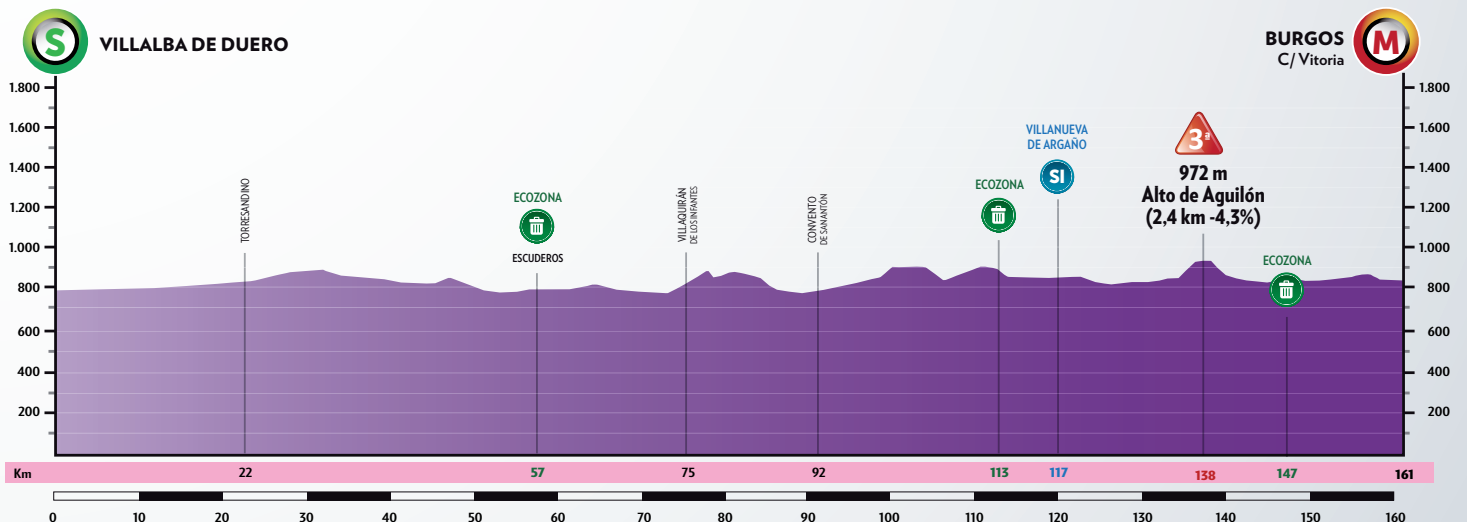 S VILLALBA DE DUERO
BURGOS
C/ Vitoria
M
1.800
1.600
1.400
1.200
1.000
800
600
400
200
TORRESANDINO
ECOZONA
ESCUDEROS
VILLAQUIRÁN
DE LOS INFANTES
CONVENTO
DE SAN ANTÓN
ECOZONA
VILLANUEVA
DE ARGAÑO
SI
3ª
972 m
Alto de Aguilón
(2,4 km -4,3%)
ECOZONA
1.800
1.600
1.400
1.200
1.000
800
600
400
200
Km 22 57 75 92 113 117 138 147 161
0 10 20 30 40 50 60 70 80 90 100 110 120 130 140 150 160